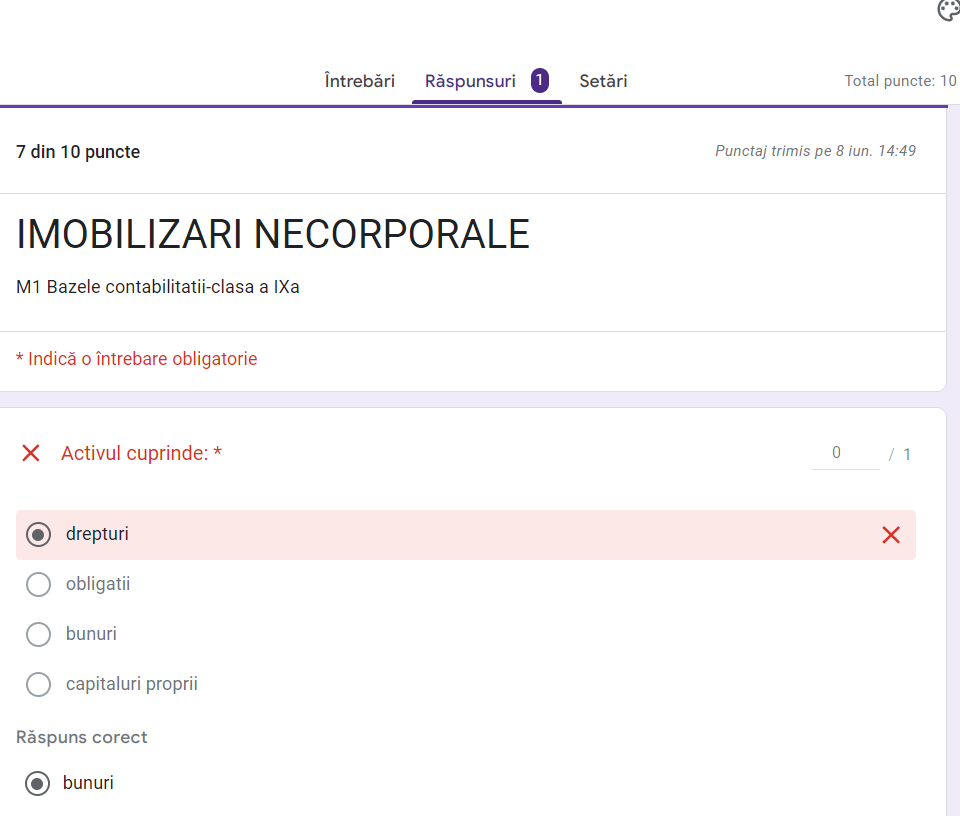 Întrebări Răspunsuri 1 Setări Total puncte: 10
7 din 10 puncte Punctaj trimis pe 8 iun. 14:49
IMOBILIZARI NECORPORALE
M1 Bazele contabilitatii-clasa a IXa
* Indică o întrebare obligatorie
Activul cuprinde: * 0 / 1
drepturi
obligatii
bunuri
capitaluri proprii
Răspuns corect
bunuri